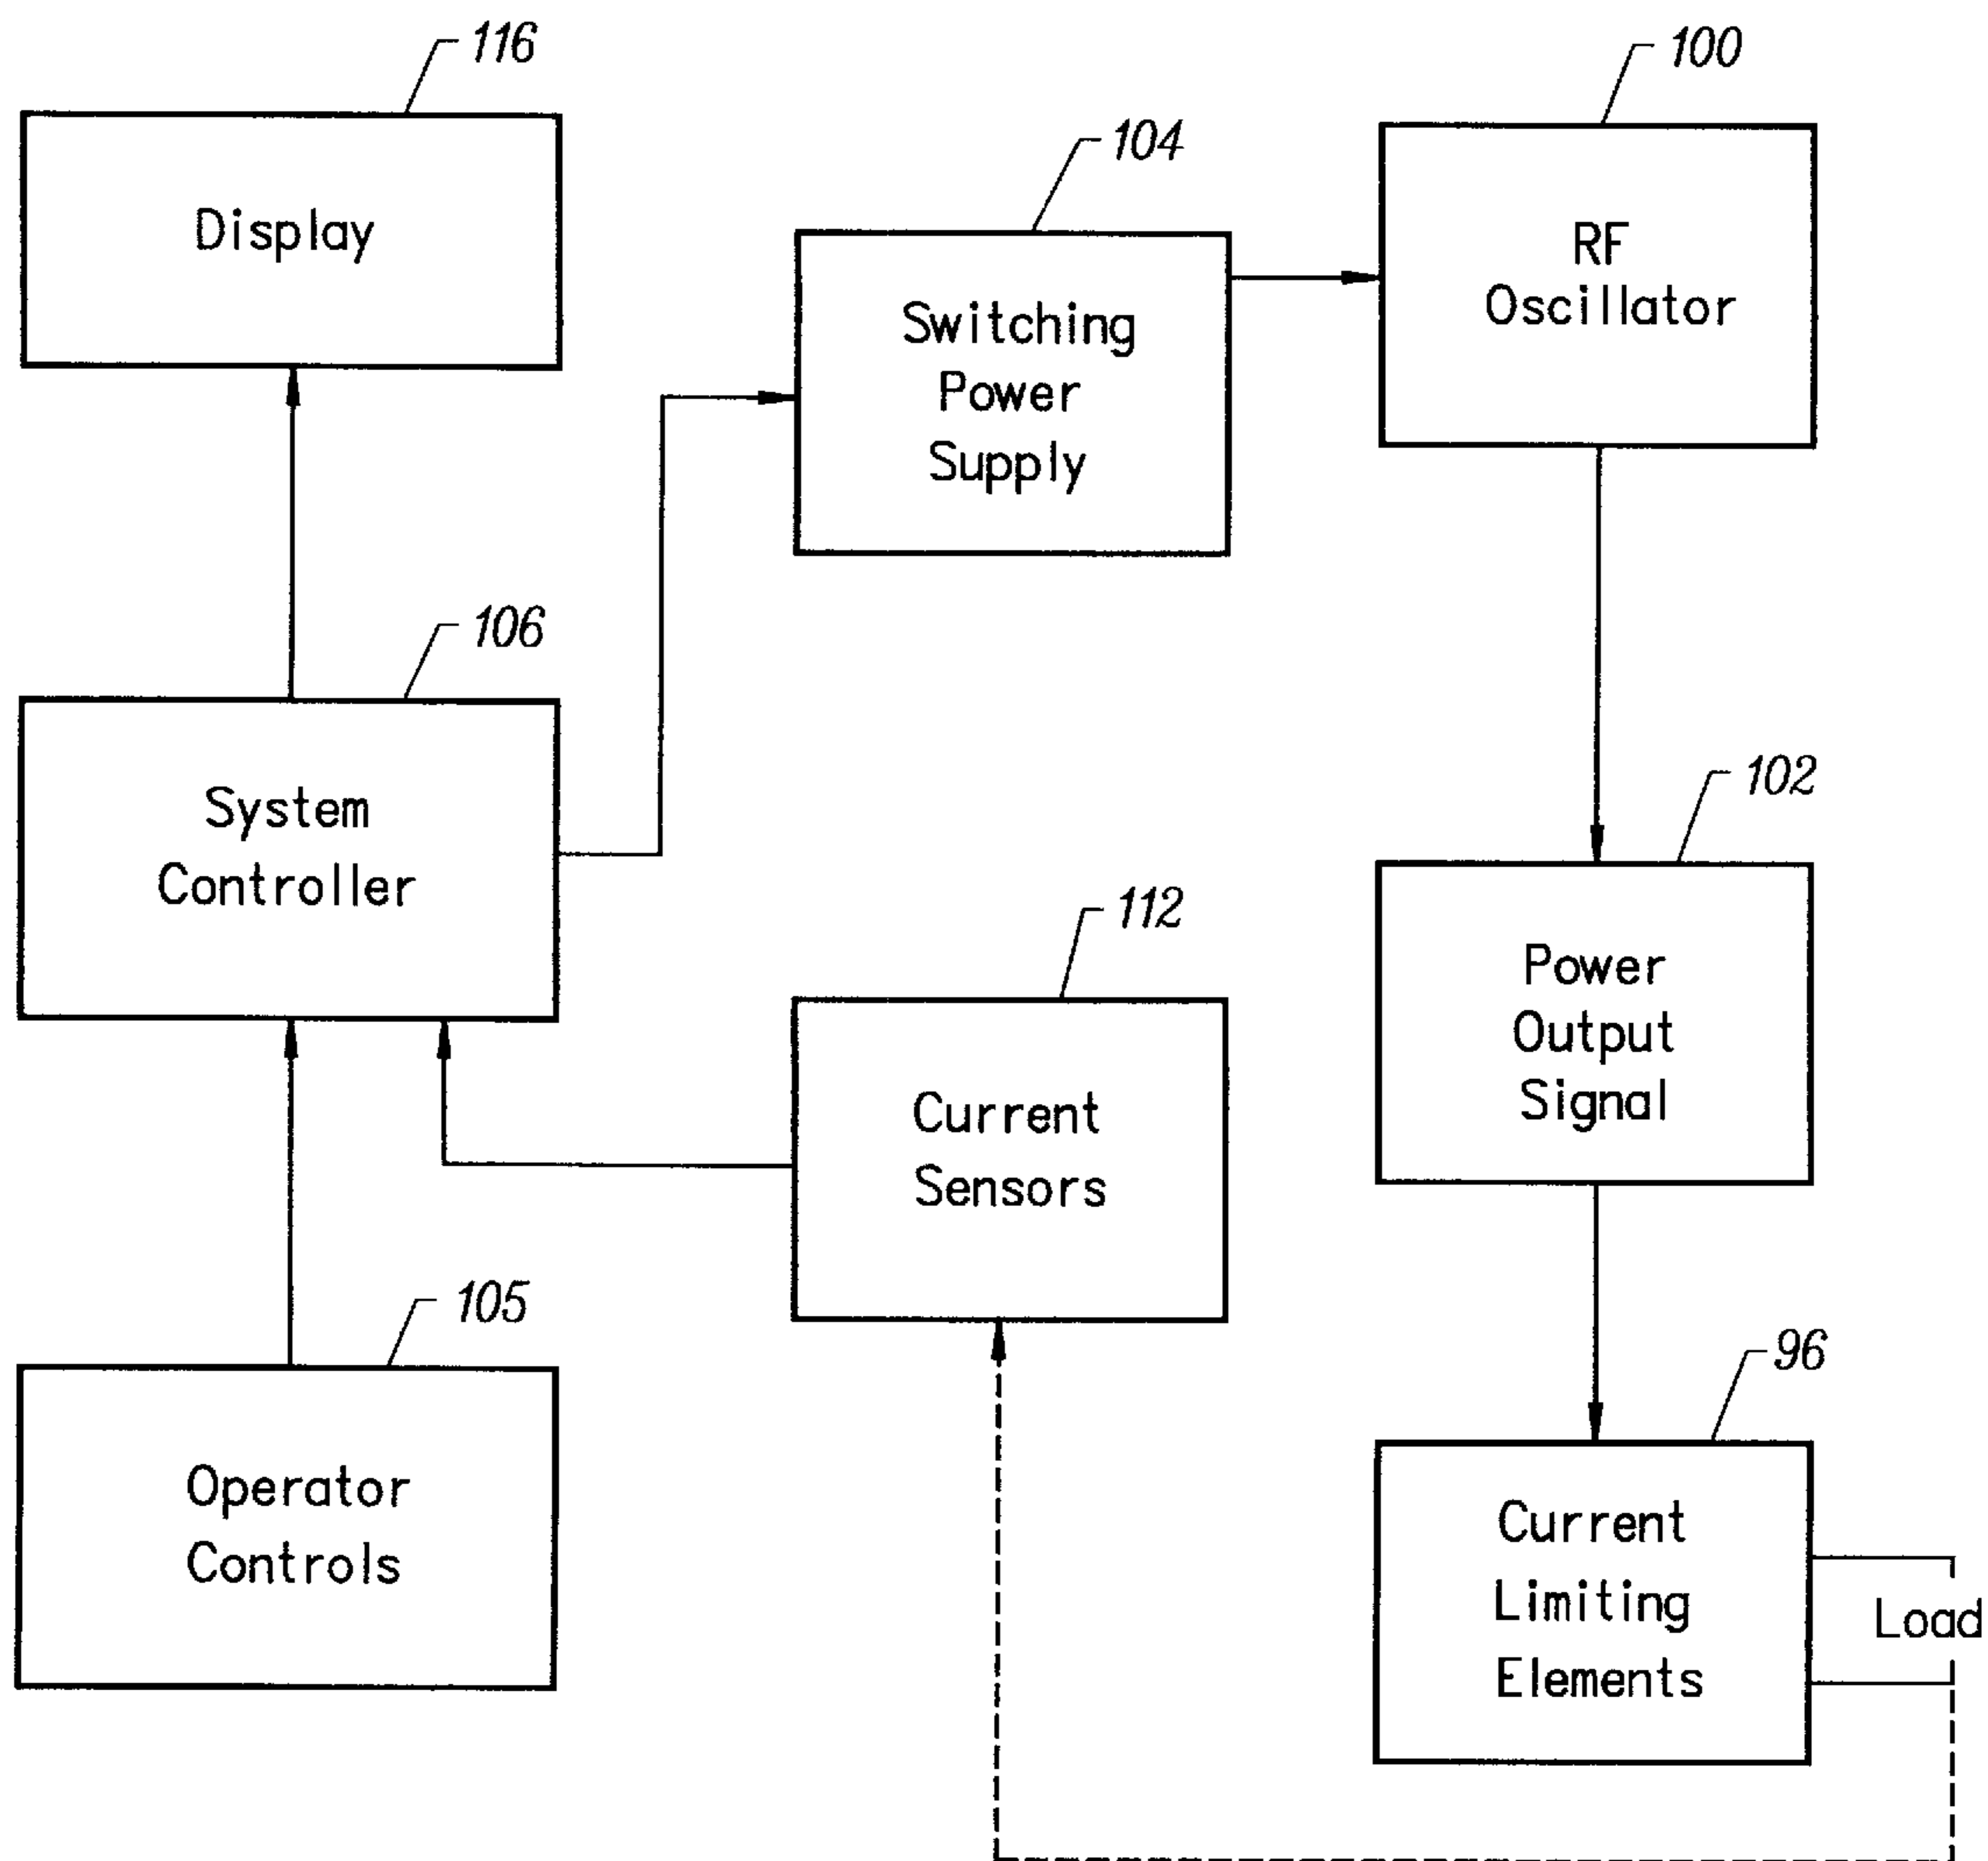 116
Display
104
Switching
Power
Supply
100
RF
Oscillator
106
System
Controller
112
Current
Sensors
102
Power
Output
Signal
105
Operator
Controls
96
Current
Limiting
Elements
Load